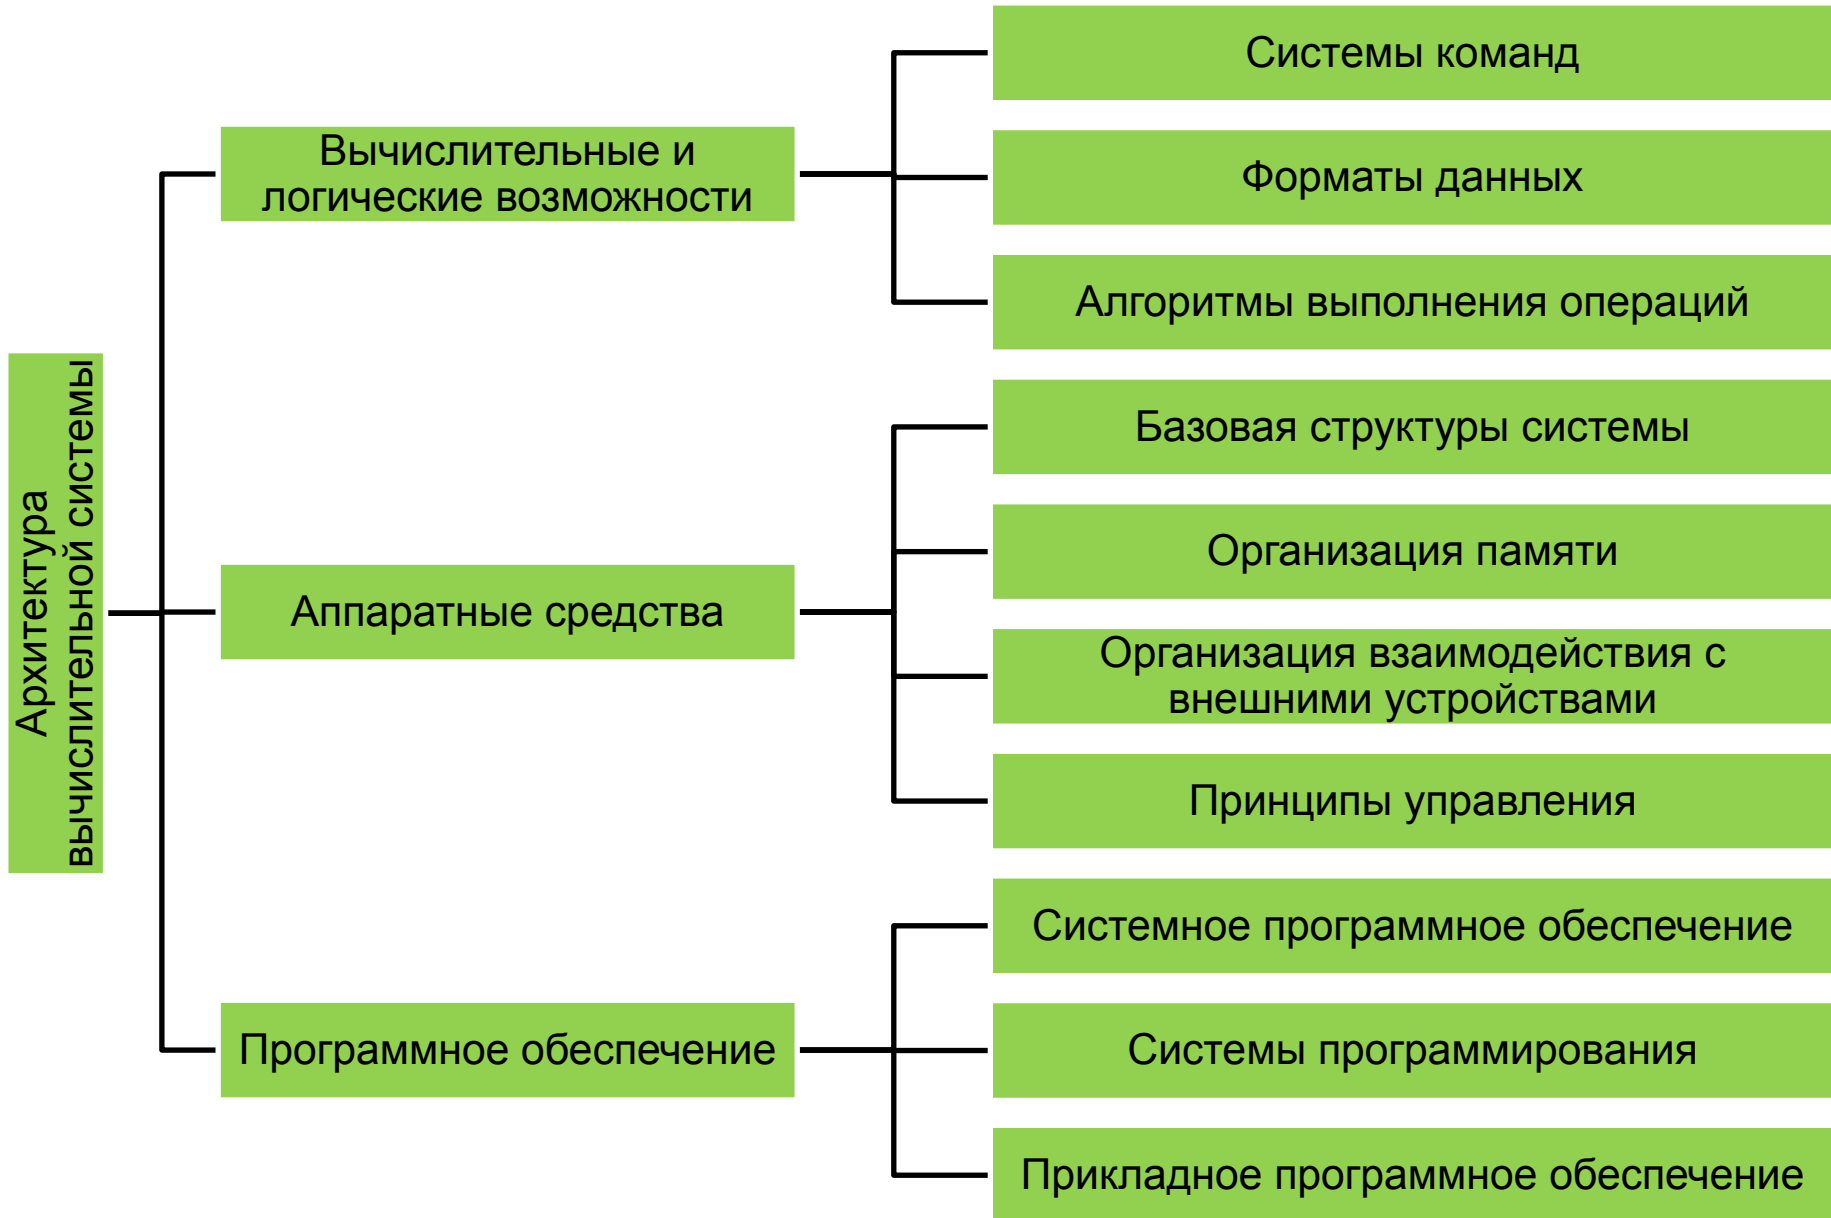 Архитектура
вычислительной системы
Вычислительные и
логические возможности
Системы команд
Форматы данных
Алгоритмы выполнения операций
Аппаратные средства
Базовая структуры системы
Организация памяти
Организация взаимодействия с
внешними устройствами
Принципы управления
Программное обеспечение
Системное программное обеспечение
Системы программирования
Прикладное программное обеспечение